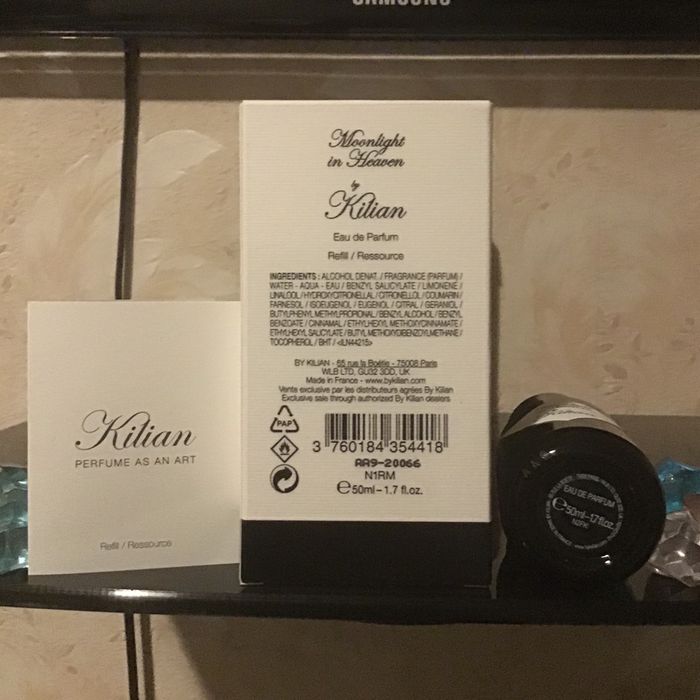 SAMSUNG
Moonlight
in Heaven
by
Kilian
Eau de Parfum
Refill / Ressource
INGREDIENTS : ALCOHOL DENAT. / FRAGRANCE (PARFUM) /
WATER - AQUA - EAU / BENZYL SALICYLATE / LIMONENE /
LINALOOL / HYDROXYCITRONELLAL / CITRONELLOL / COUMARIN /
FARNESOL / ISOEUGENOL / EUGENOL / CITRAL / GERANIOL /
BUTYLPHENYL METHYLPROPIONAL / BENZYL ALCOHOL / BENZYL
BENZOATE / CINNAMAL / ETHYLHEXYL METHOXYCINNAMATE /
ETHYLHEXYL SALICYLATE / BUTYL METHOXYDIBENZOYLMETHANE /
TOCOPHEROL / BHT / <ILN44215>
BY KILIAN - 65 rue la Boétie - 75008 Paris
WLB LTD, GU32 3DD, UK
Made in France - www.bykilian.com
Vente exclusive par les distributeurs agréés By Kilian
Exclusive sale through authorized By Kilian dealers
PAP
3 760184 354418
AA9-20066
N1RM
e 50ml – 1.7 fl.oz.
Kilian
PERFUME AS AN ART
Refill / Ressource
EAU DE PARFUM
e 50ml – 1.7 fl.oz.